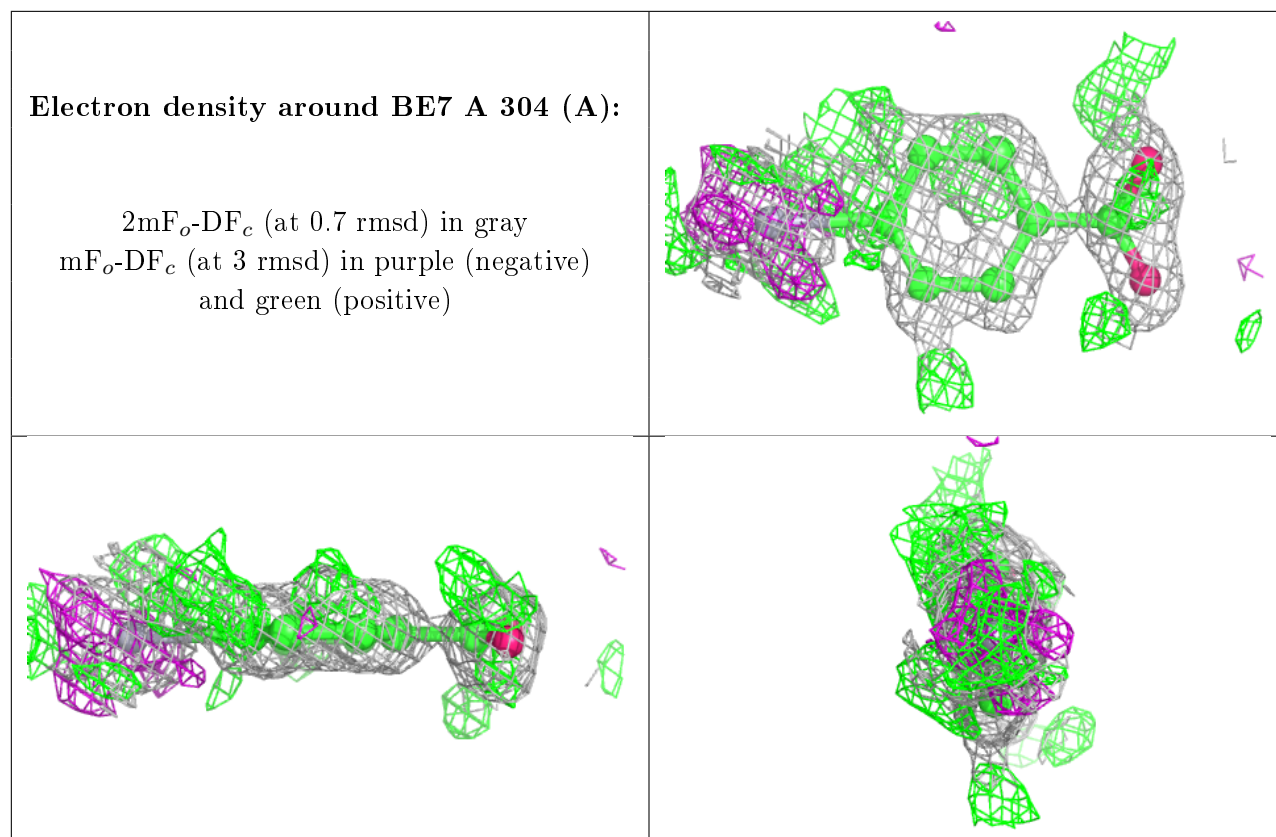 Electron density around BE7 A 304 (A):
2mFo-DFc (at 0.7 rmsd) in gray
mFo-DFc (at 3 rmsd) in purple (negative)
and green (positive)